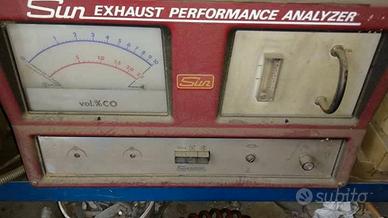 Sun EXHAUST PERFORMANCE ANALYZER
vol.%CO
Sun
subito